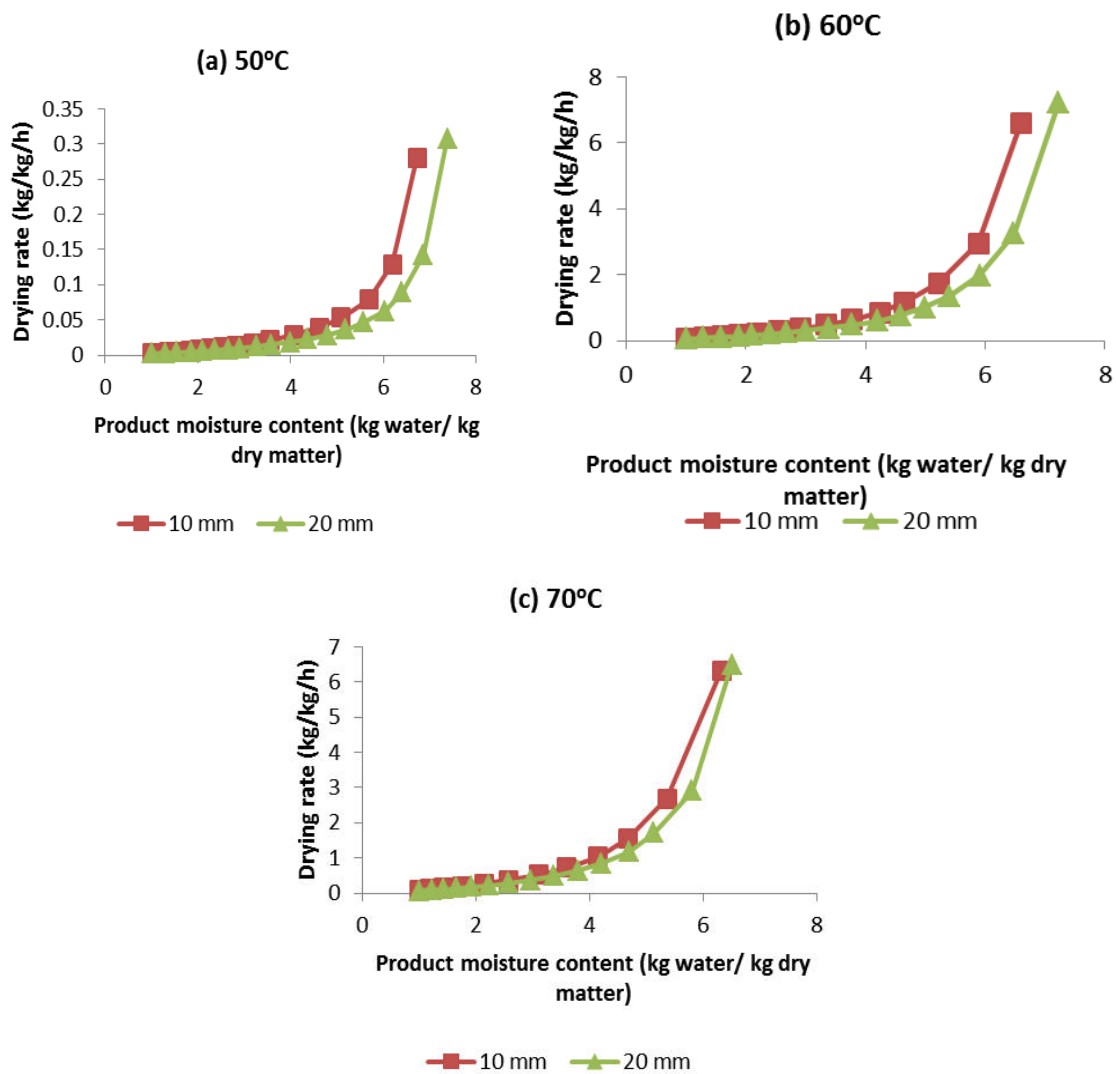 (a) 50ºC
Drying rate (kg/kg/h)
0.35
0.3
0.25
0.2
0.15
0.1
0.05
0
0 2 4 6 8
Product moisture content (kg water/ kg
dry matter)
10 mm 20 mm
(b) 60ºC
Drying rate (kg/kg/h)
8
6
4
2
0
0 2 4 6 8
Product moisture content (kg water/ kg dry
matter)
10 mm 20 mm
(c) 70ºC
Drying rate (kg/kg/h)
7
6
5
4
3
2
1
0
0 2 4 6 8
Product moisture content (kg water/ kg dry
matter)
10 mm 20 mm